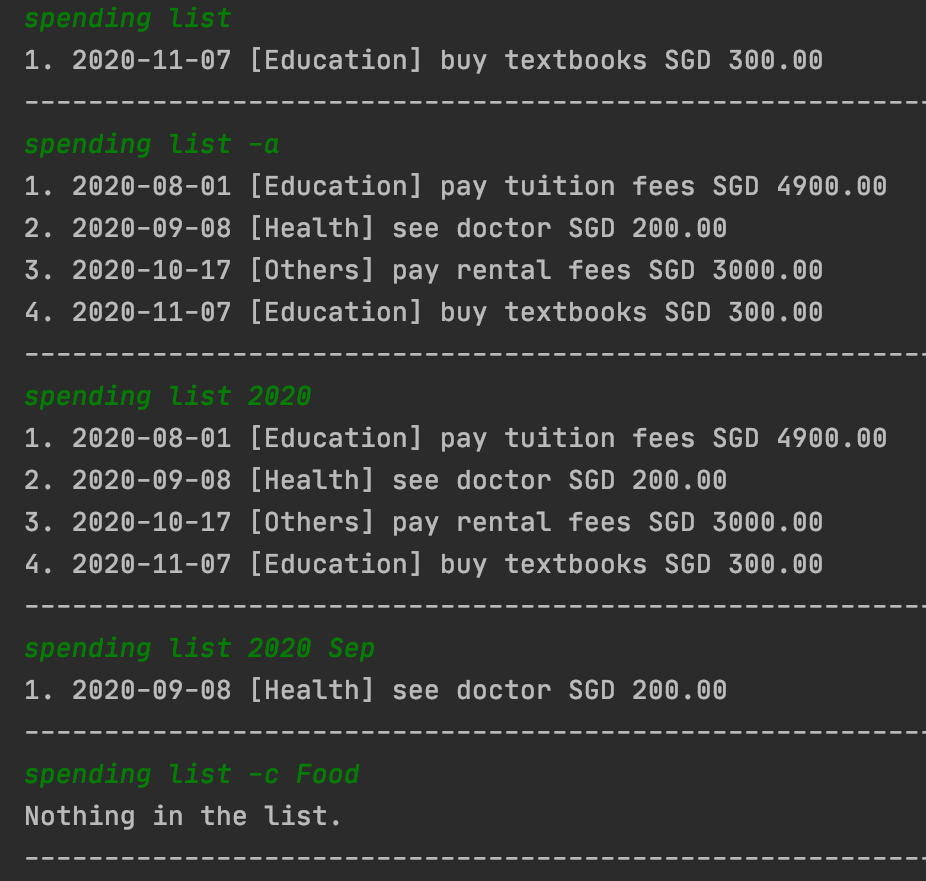 spending list
1. 2020-11-07 [Education] buy textbooks SGD 300.00
---------------------------------------------------------
spending list -a
1. 2020-08-01 [Education] pay tuition fees SGD 4900.00
2. 2020-09-08 [Health] see doctor SGD 200.00
3. 2020-10-17 [Others] pay rental fees SGD 3000.00
4. 2020-11-07 [Education] buy textbooks SGD 300.00
---------------------------------------------------------
spending list 2020
1. 2020-08-01 [Education] pay tuition fees SGD 4900.00
2. 2020-09-08 [Health] see doctor SGD 200.00
3. 2020-10-17 [Others] pay rental fees SGD 3000.00
4. 2020-11-07 [Education] buy textbooks SGD 300.00
---------------------------------------------------------
spending list 2020 Sep
1. 2020-09-08 [Health] see doctor SGD 200.00
---------------------------------------------------------
spending list -c Food
Nothing in the list.
---------------------------------------------------------